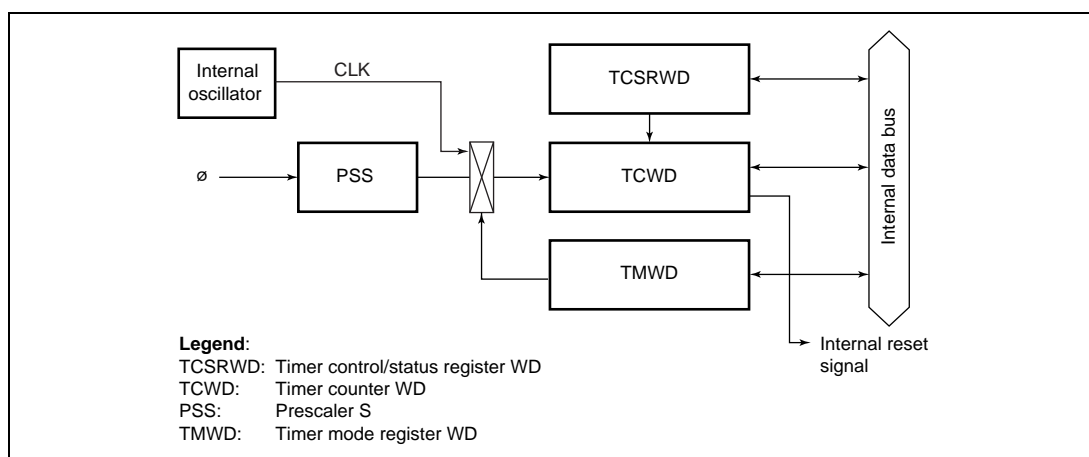 Internal
oscillator
CLK
TCSRWD
ø
PSS
TCWD
TMWD
Internal data bus
Internal reset
signal
Legend:
TCSRWD: Timer control/status register WD
TCWD: Timer counter WD
PSS: Prescaler S
TMWD: Timer mode register WD